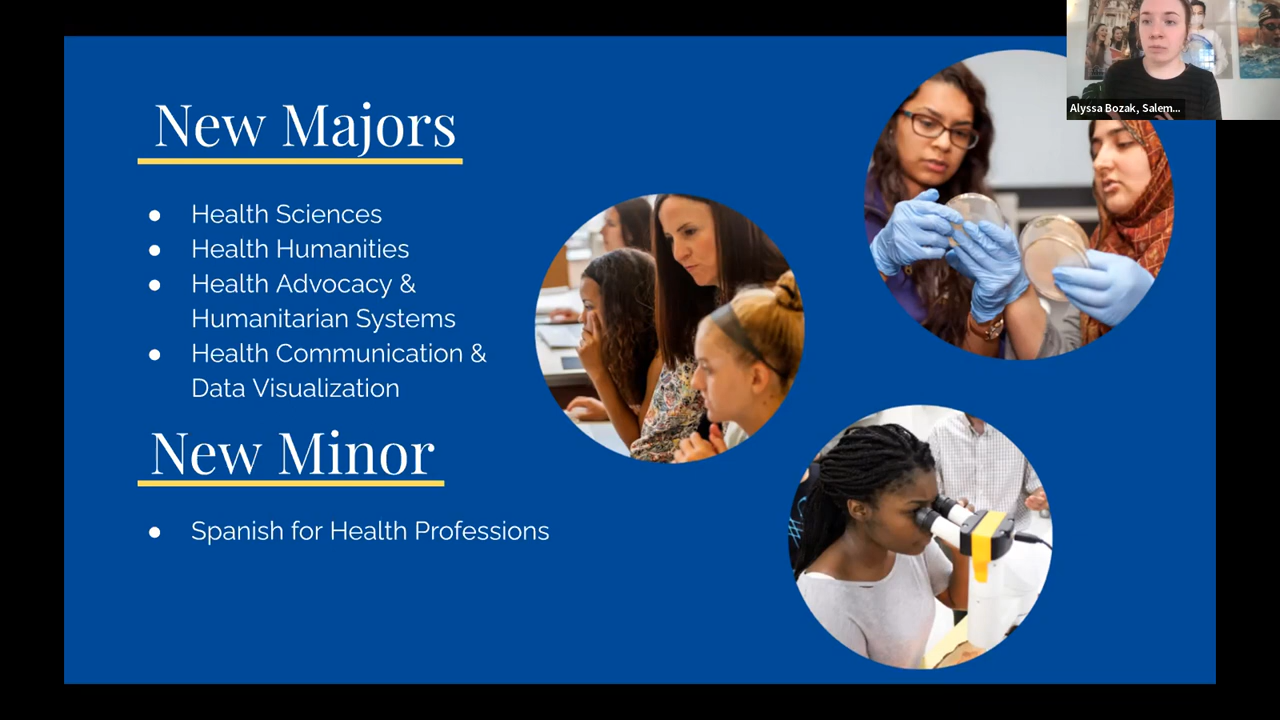 New Majors
● Health Sciences
● Health Humanities
● Health Advocacy &
Humanitarian Systems
● Health Communication &
Data Visualization
New Minor
● Spanish for Health Professions
Alyssa Bozak, Salem...